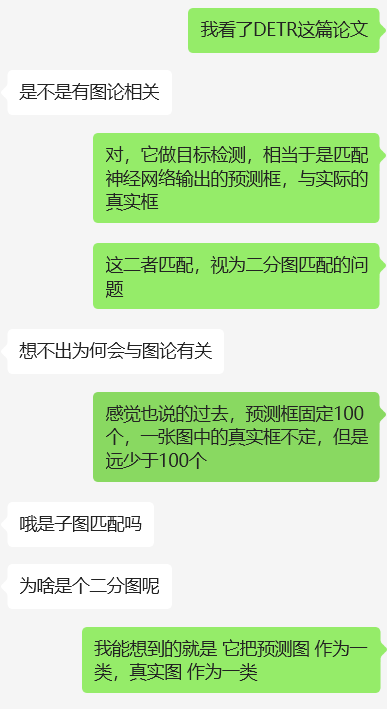 我看了DETR这篇论文
是不是有图论相关
对，它做目标检测，相当于是匹配
神经网络输出的预测框，与实际的
真实框
这二者匹配，视为二分图匹配的问
题
想不出为何会与图论有关
感觉也说的过去，预测框固定100
个，一张图中的真实框不定，但是
远少于100个
哦是子图匹配吗
为啥是个二分图呢
我能想到的就是 它把预测图 作为一
类，真实图 作为一类